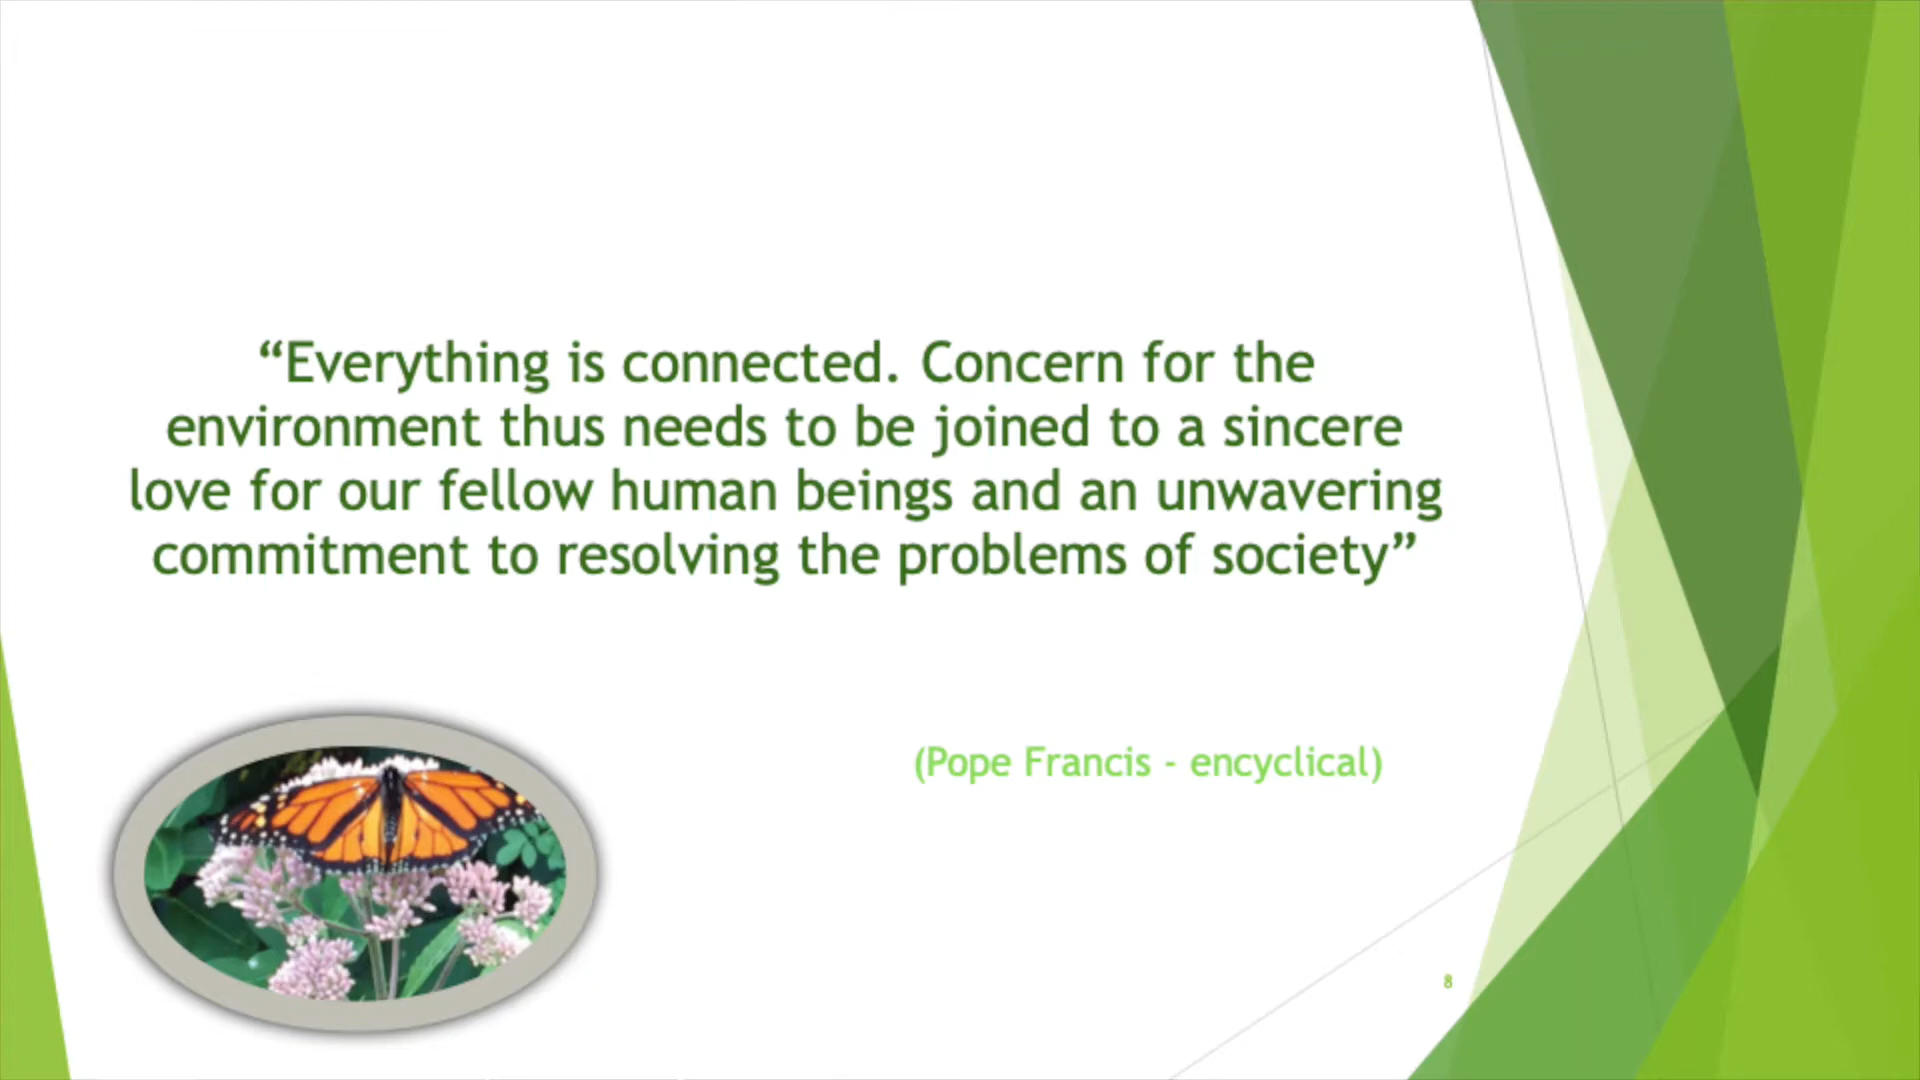 “Everything is connected. Concern for the
environment thus needs to be joined to a sincere
love for our fellow human beings and an unwavering
commitment to resolving the problems of society”
(Pope Francis - encyclical)
8